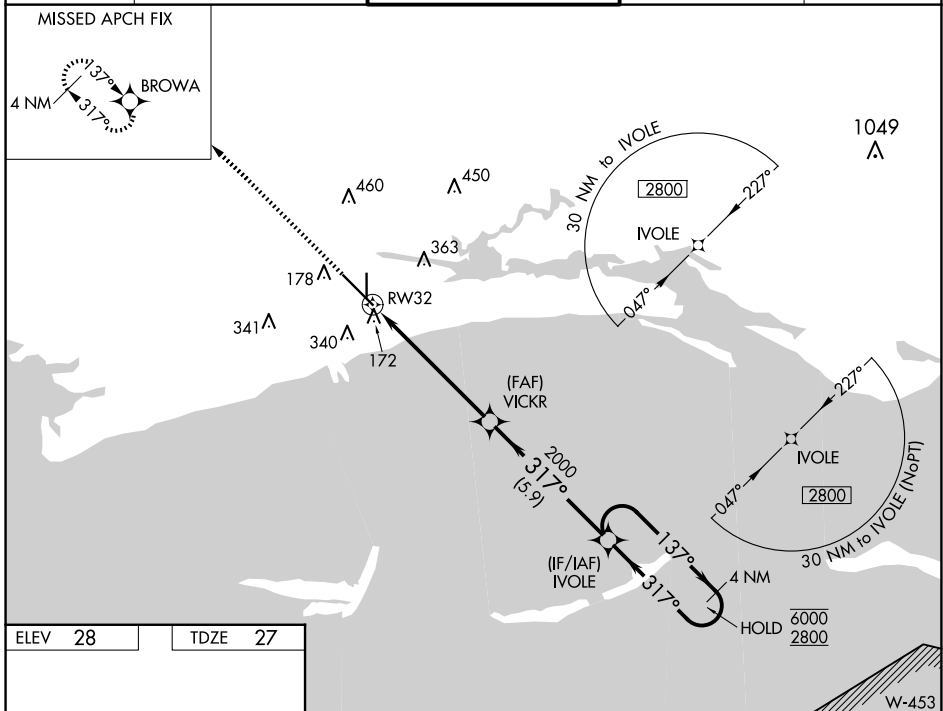 MISSED APCH FIX
137°
BROWA
4 NM
317°
1049
30 NM to IVOLE
2800
227°
460
450
IVOLE
363
178
047°
RW32
341
340
172
(FAF)
VICKR
227°
2000
317°
(5.9)
IVOLE
047°
2800
30 NM to IVOLE (NoPT)
137°
(IF/IAF)
IVOLE
4 NM
317°
HOLD
6000
2800
ELEV 28
TDZE 27
W-453